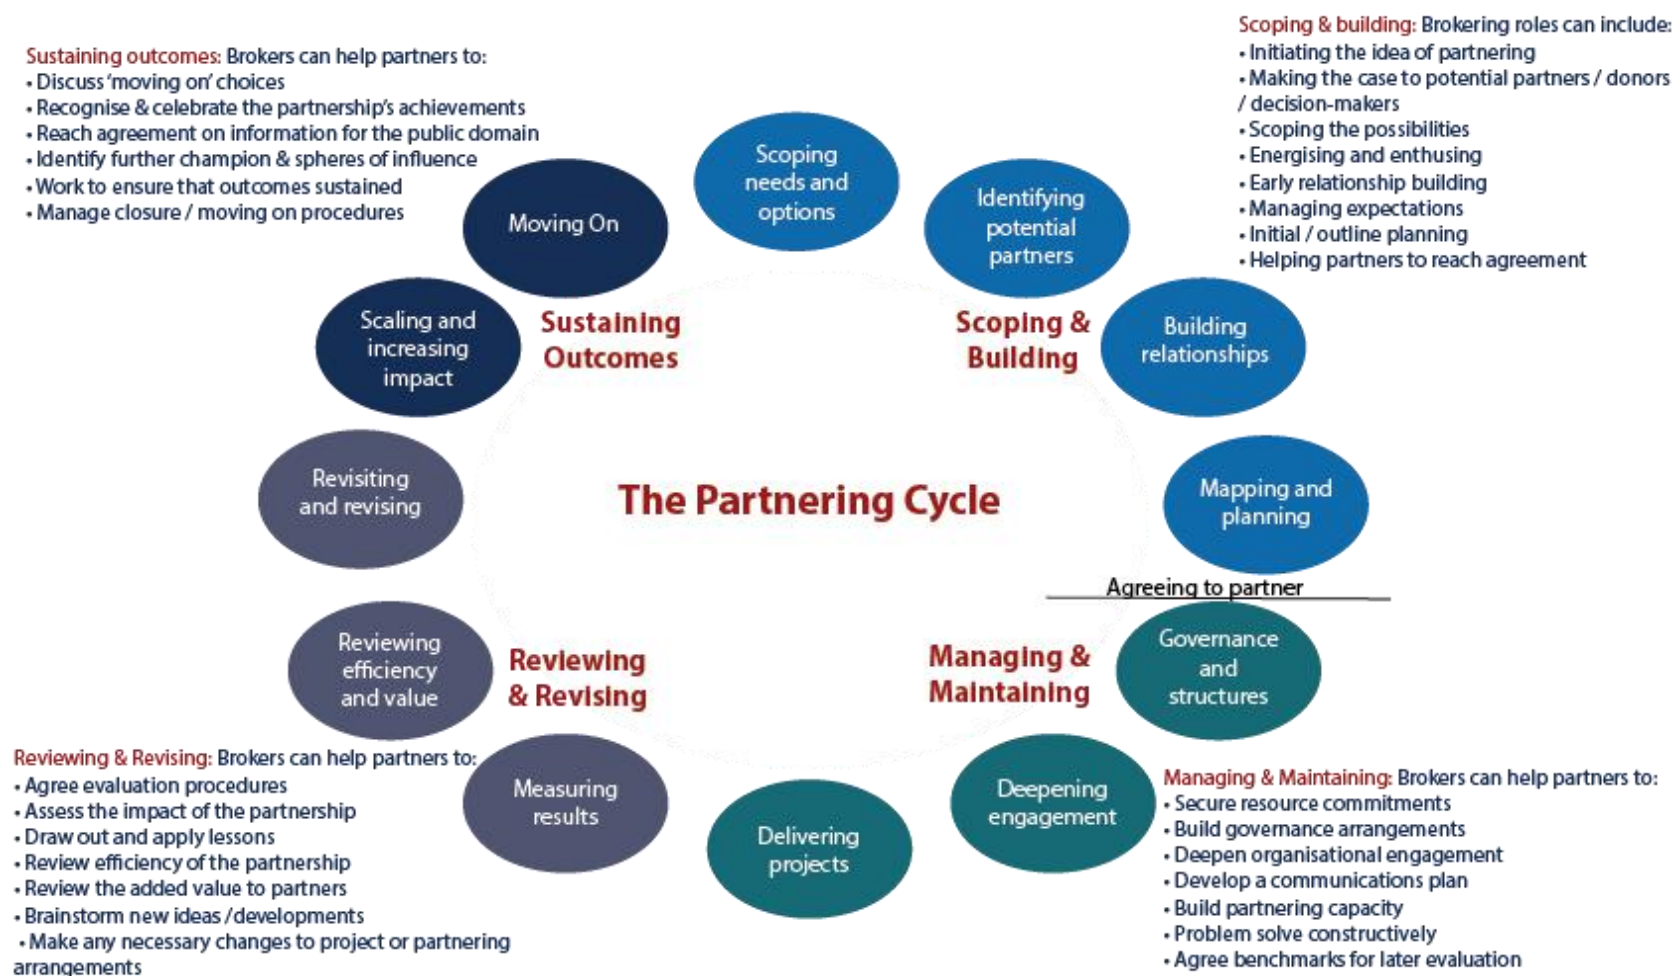 Sustaining outcomes: Brokers can help partners to:
• Discuss ‘moving on’ choices
• Recognise & celebrate the partnership’s achievements
• Reach agreement on information for the public domain
• Identify further champion & spheres of influence
• Work to ensure that outcomes sustained
• Manage closure / moving on procedures
Scoping & building: Brokering roles can include:
• Initiating the idea of partnering
• Making the case to potential partners / donors
/ decision-makers
• Scoping the possibilities
• Energising and enthusing
• Early relationship building
• Managing expectations
• Initial / outline planning
• Helping partners to reach agreement
Scoping
needs and
options
Identifying
potential
partners
Building
relationships
Mapping and
planning
Agreeing to partner
Governance
and
structures
Deepening
engagement
Delivering
projects
Measuring
results
Reviewing
efficiency
and value
Revisiting
and revising
Scaling and
increasing
impact
Moving On
Sustaining
Outcomes
Scoping &
Building
The Partnering Cycle
Reviewing
& Revising
Managing &
Maintaining
Reviewing & Revising: Brokers can help partners to:
• Agree evaluation procedures
• Assess the impact of the partnership
• Draw out and apply lessons
• Review efficiency of the partnership
• Review the added value to partners
• Brainstorm new ideas /developments
• Make any necessary changes to project or partnering
arrangements
Managing & Maintaining: Brokers can help partners to:
• Secure resource commitments
• Build governance arrangements
• Deepen organisational engagement
• Develop a communications plan
• Build partnering capacity
• Problem solve constructively
• Agree benchmarks for later evaluation